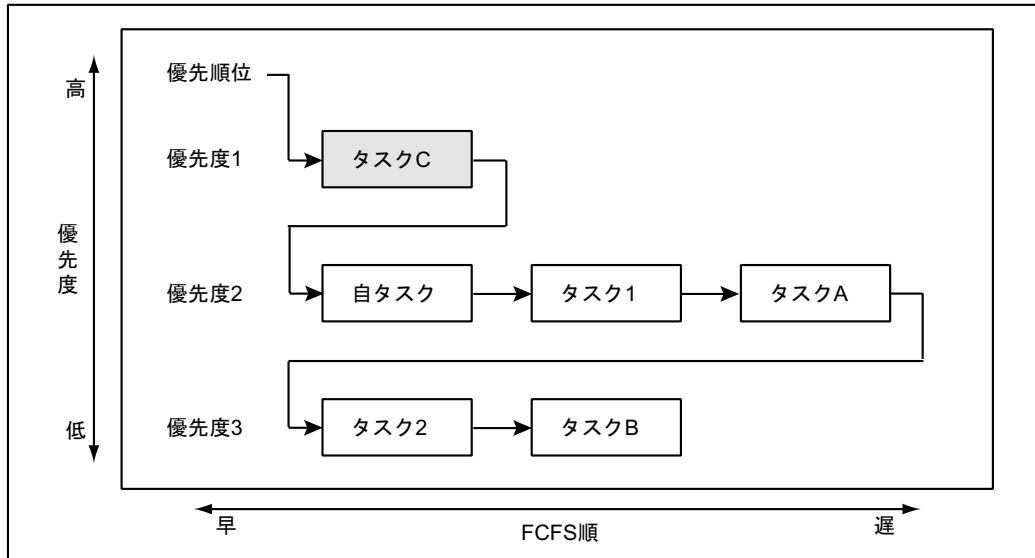 高
優先度
低
優先順位
優先度1
タスクC
優先度2
自タスク
タスク1
タスクA
優先度3
タスク2
タスクB
早
FCFS順
遅